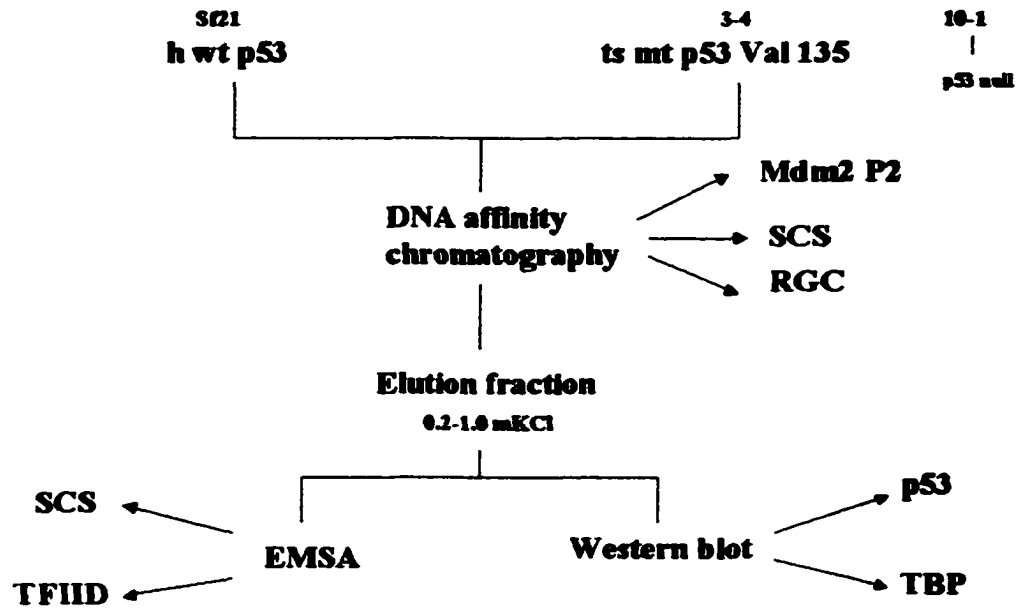 Sf21
3-4
10-1
h wt p53
ts mt p53 Val 135
p53 null
Mdm2 P2
DNA affinity
chromatography
SCS
RGC
Elution fraction
0.2-1.0 mKCl
SCS
p53
EMSA
Western blot
TFIID
TBP